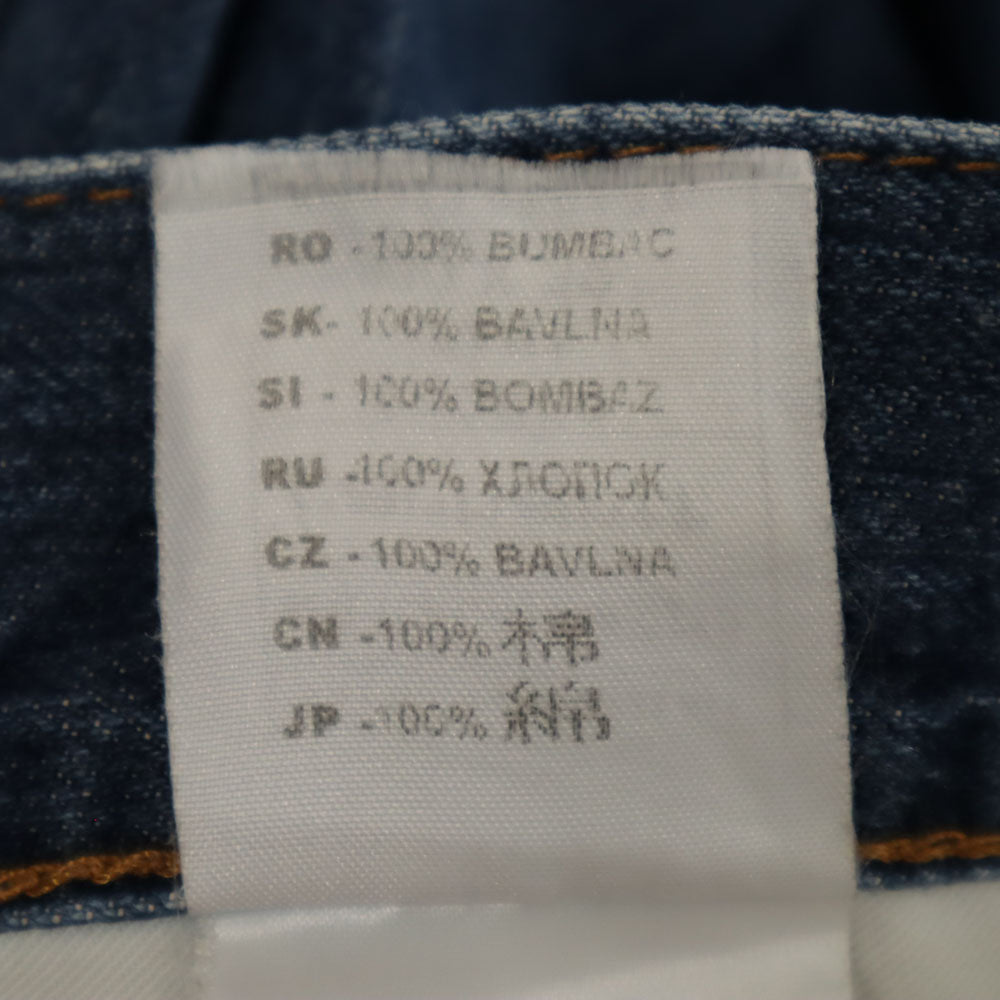 RO - 100% BUMBAC
SK- 100% BAVLNA
SI - 100% BOMBAZ
RU -100% ХЛОПОК
CZ - 100% BAVLNA
CN -100% 棉
JP -100% 綿